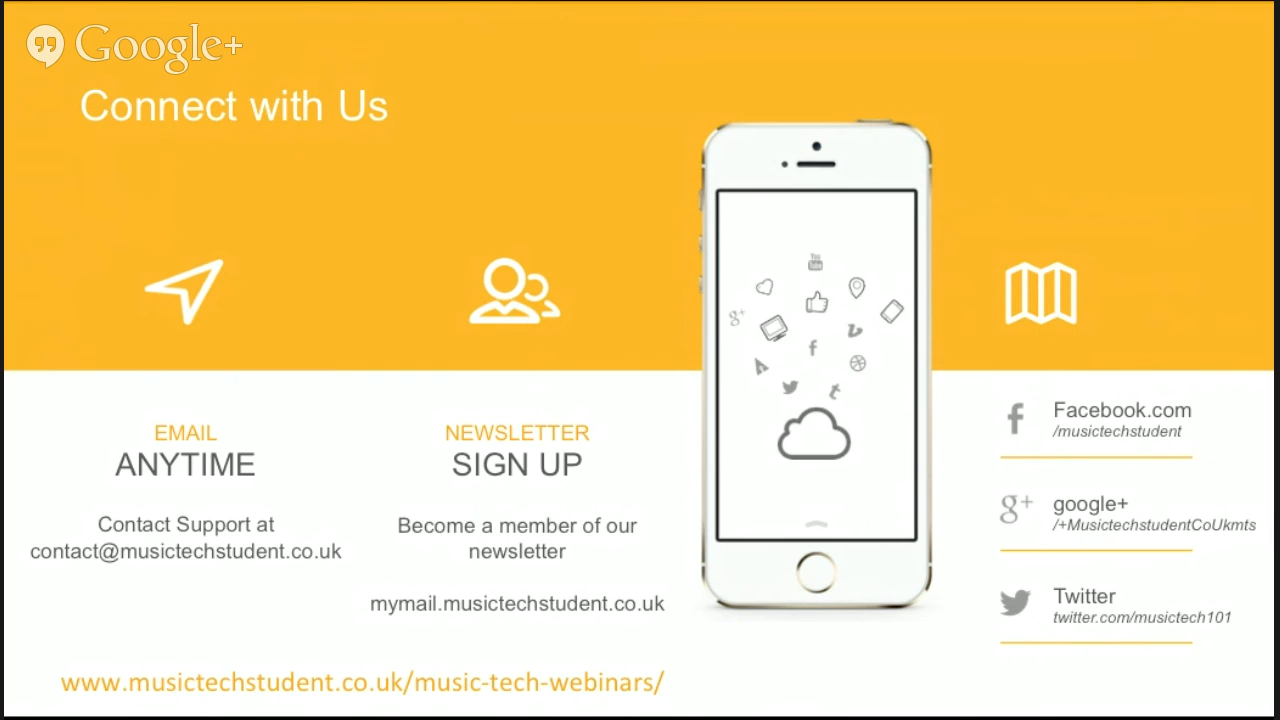 Google+
Connect with Us
EMAIL
ANYTIME
Contact Support at
contact@musictechstudent.co.uk
NEWSLETTER
SIGN UP
Become a member of our
newsletter
mymail.musictechstudent.co.uk
You
Tube
g+
f
t
f
Facebook.com
/musictechstudent
g+
google+
/+MusictechstudentCoUkmts
Twitter
twitter.com/musictech101
www.musictechstudent.co.uk/music-tech-webinars/